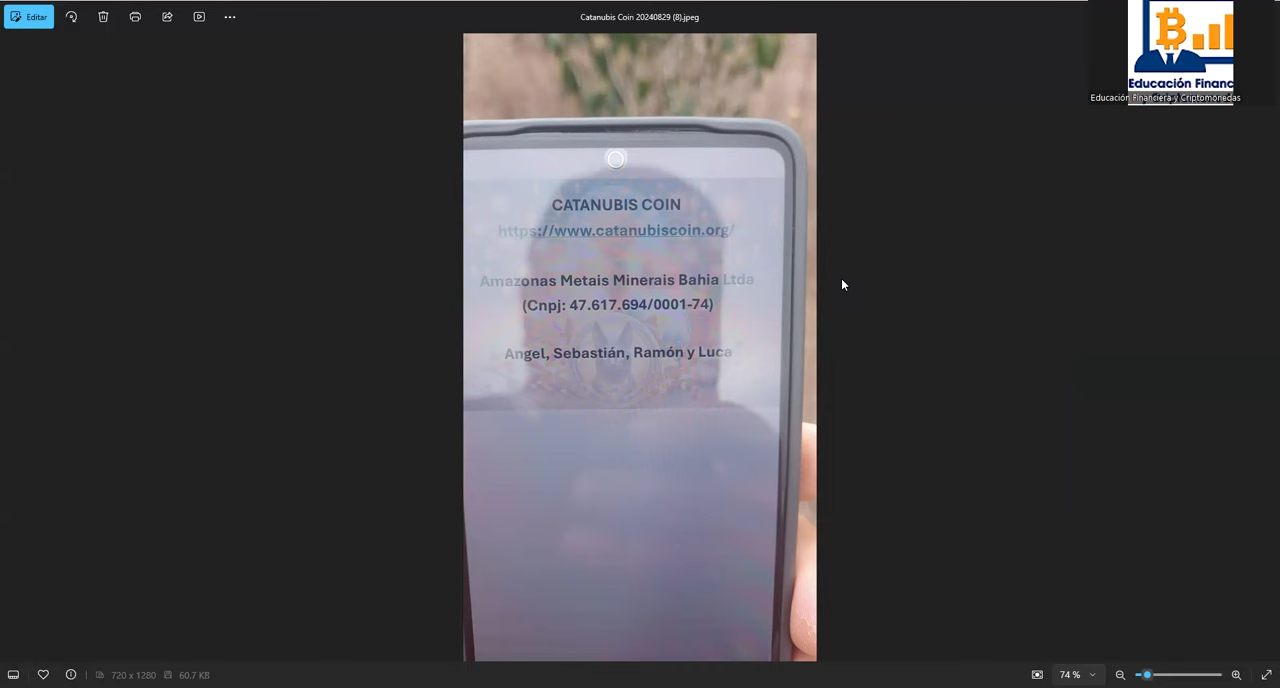 Editar
Catanubis Coin 20240829 (8).jpeg
Educación Financ
Educación Financiera y Criptomonedas
CATANUBIS COIN
https://www.catanubiscoin.org/
Amazonas Metais Minerais Bahia Ltda
(Cnpj: 47.617.694/0001-74)
Angel, Sebastián, Ramón y Luca
720 x 1280
60.7 KB
74 %